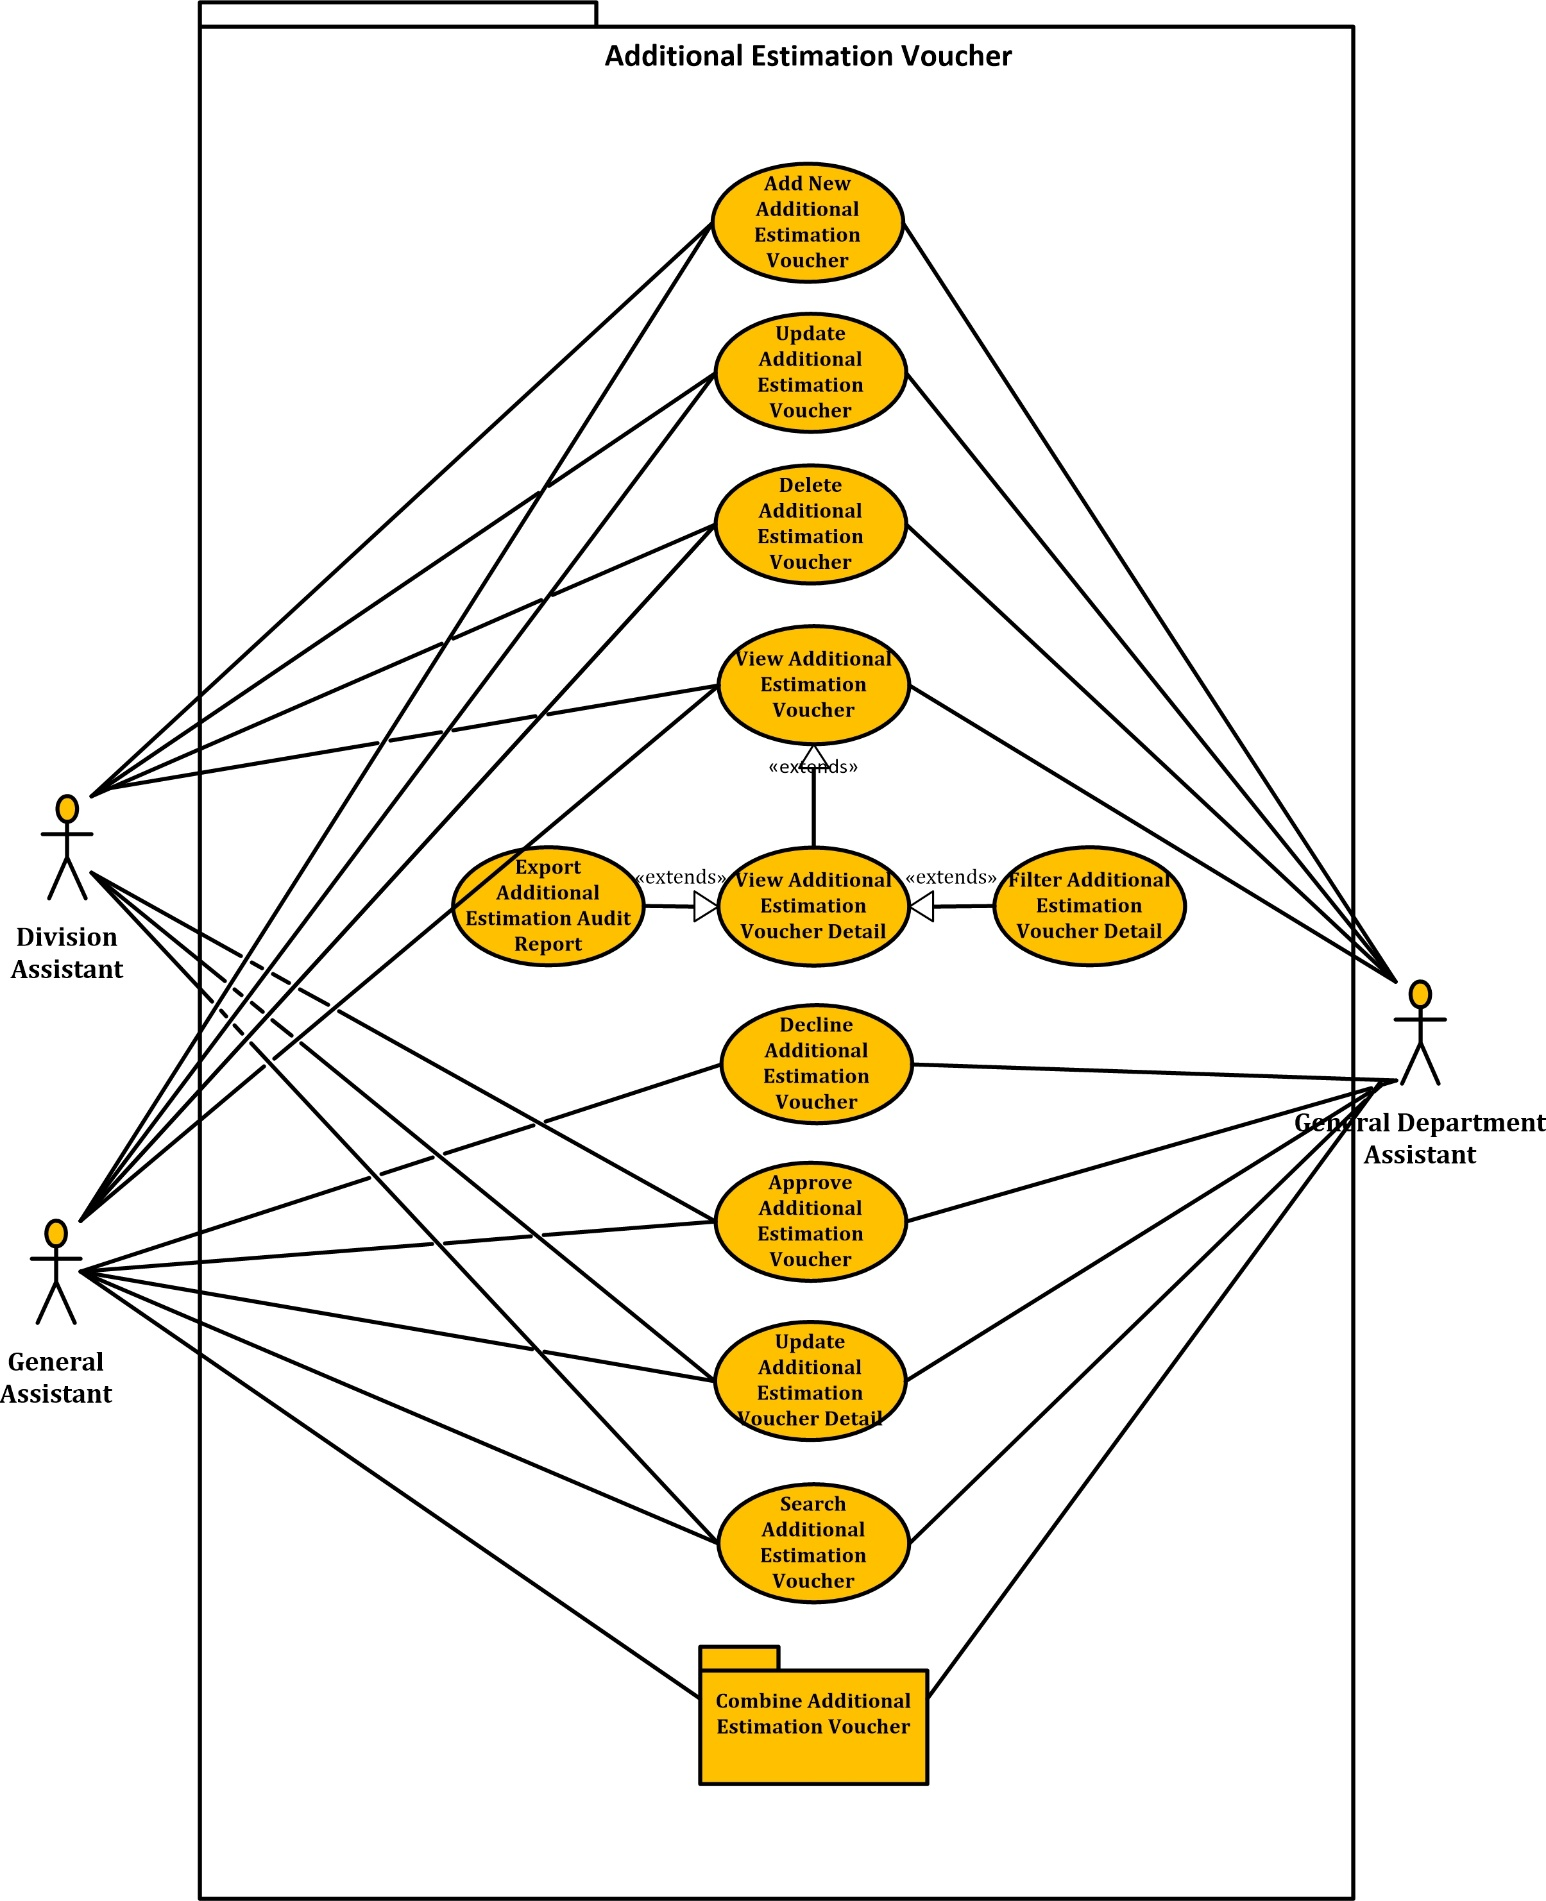 Additional Estimation Voucher
Add New
Additional
Estimation
Voucher
Update
Additional
Estimation
Voucher
Delete
Additional
Estimation
Voucher
View Additional
Estimation
Voucher
«extends»
Export
Additional
Estimation Audit
Report
«extends»
View Additional
Estimation
Voucher Detail
«extends»
Filter Additional
Estimation
Voucher Detail
Division
Assistant
Decline
Additional
Estimation
Voucher
General Department
Assistant
Approve
Additional
Estimation
Voucher
General
Assistant
Update
Additional
Estimation
Voucher Detail
Search
Additional
Estimation
Voucher
Combine Additional
Estimation Voucher